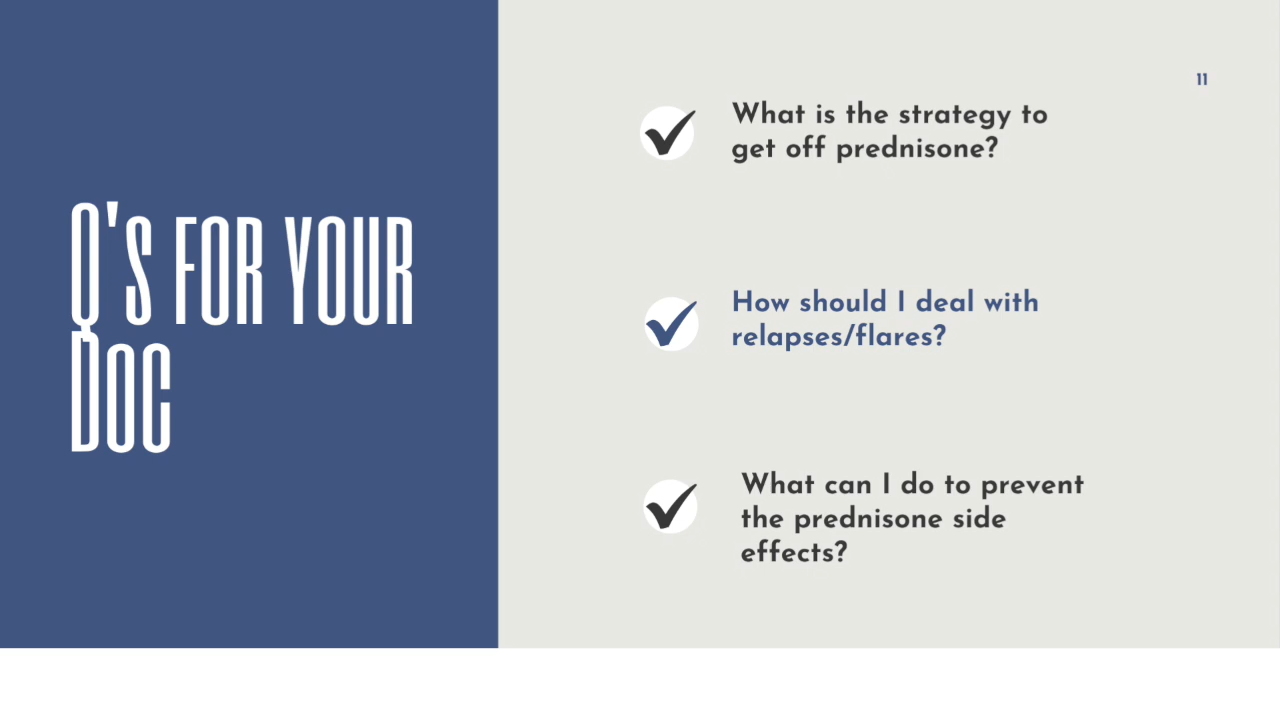 Q's for your
Doc
11
What is the strategy to
get off prednisone?
How should I deal with
relapses/flares?
What can I do to prevent
the prednisone side
effects?